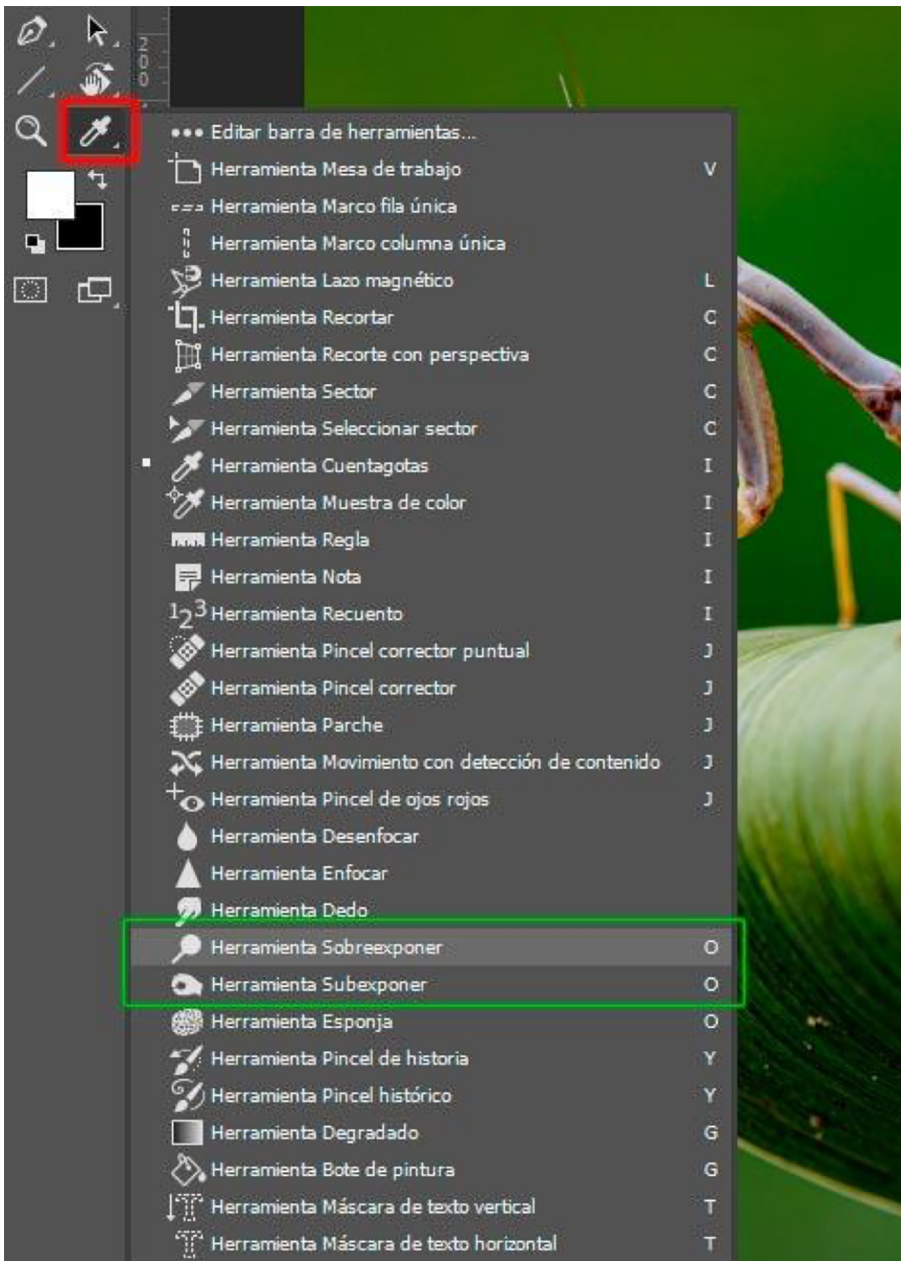 2
0
0
Editar barra de herramientas...
Herramienta Mesa de trabajo V
Herramienta Marco fila única
Herramienta Marco columna única
Herramienta Lazo magnético L
Herramienta Recortar C
Herramienta Recorte con perspectiva C
Herramienta Sector C
Herramienta Seleccionar sector C
Herramienta Cuentagotas I
Herramienta Muestra de color I
Herramienta Regla I
Herramienta Nota I
123 Herramienta Recuento I
Herramienta Pincel corrector puntual J
Herramienta Pincel corrector J
Herramienta Parche J
Herramienta Movimiento con detección de contenido J
Herramienta Pincel de ojos rojos J
Herramienta Desenfocar
Herramienta Enfocar
Herramienta Dedo
Herramienta Sobreexponer O
Herramienta Subexponer O
Herramienta Esponja O
Herramienta Pincel de historia Y
Herramienta Pincel histórico Y
Herramienta Degradado G
Herramienta Bote de pintura G
Herramienta Máscara de texto vertical T
Herramienta Máscara de texto horizontal T